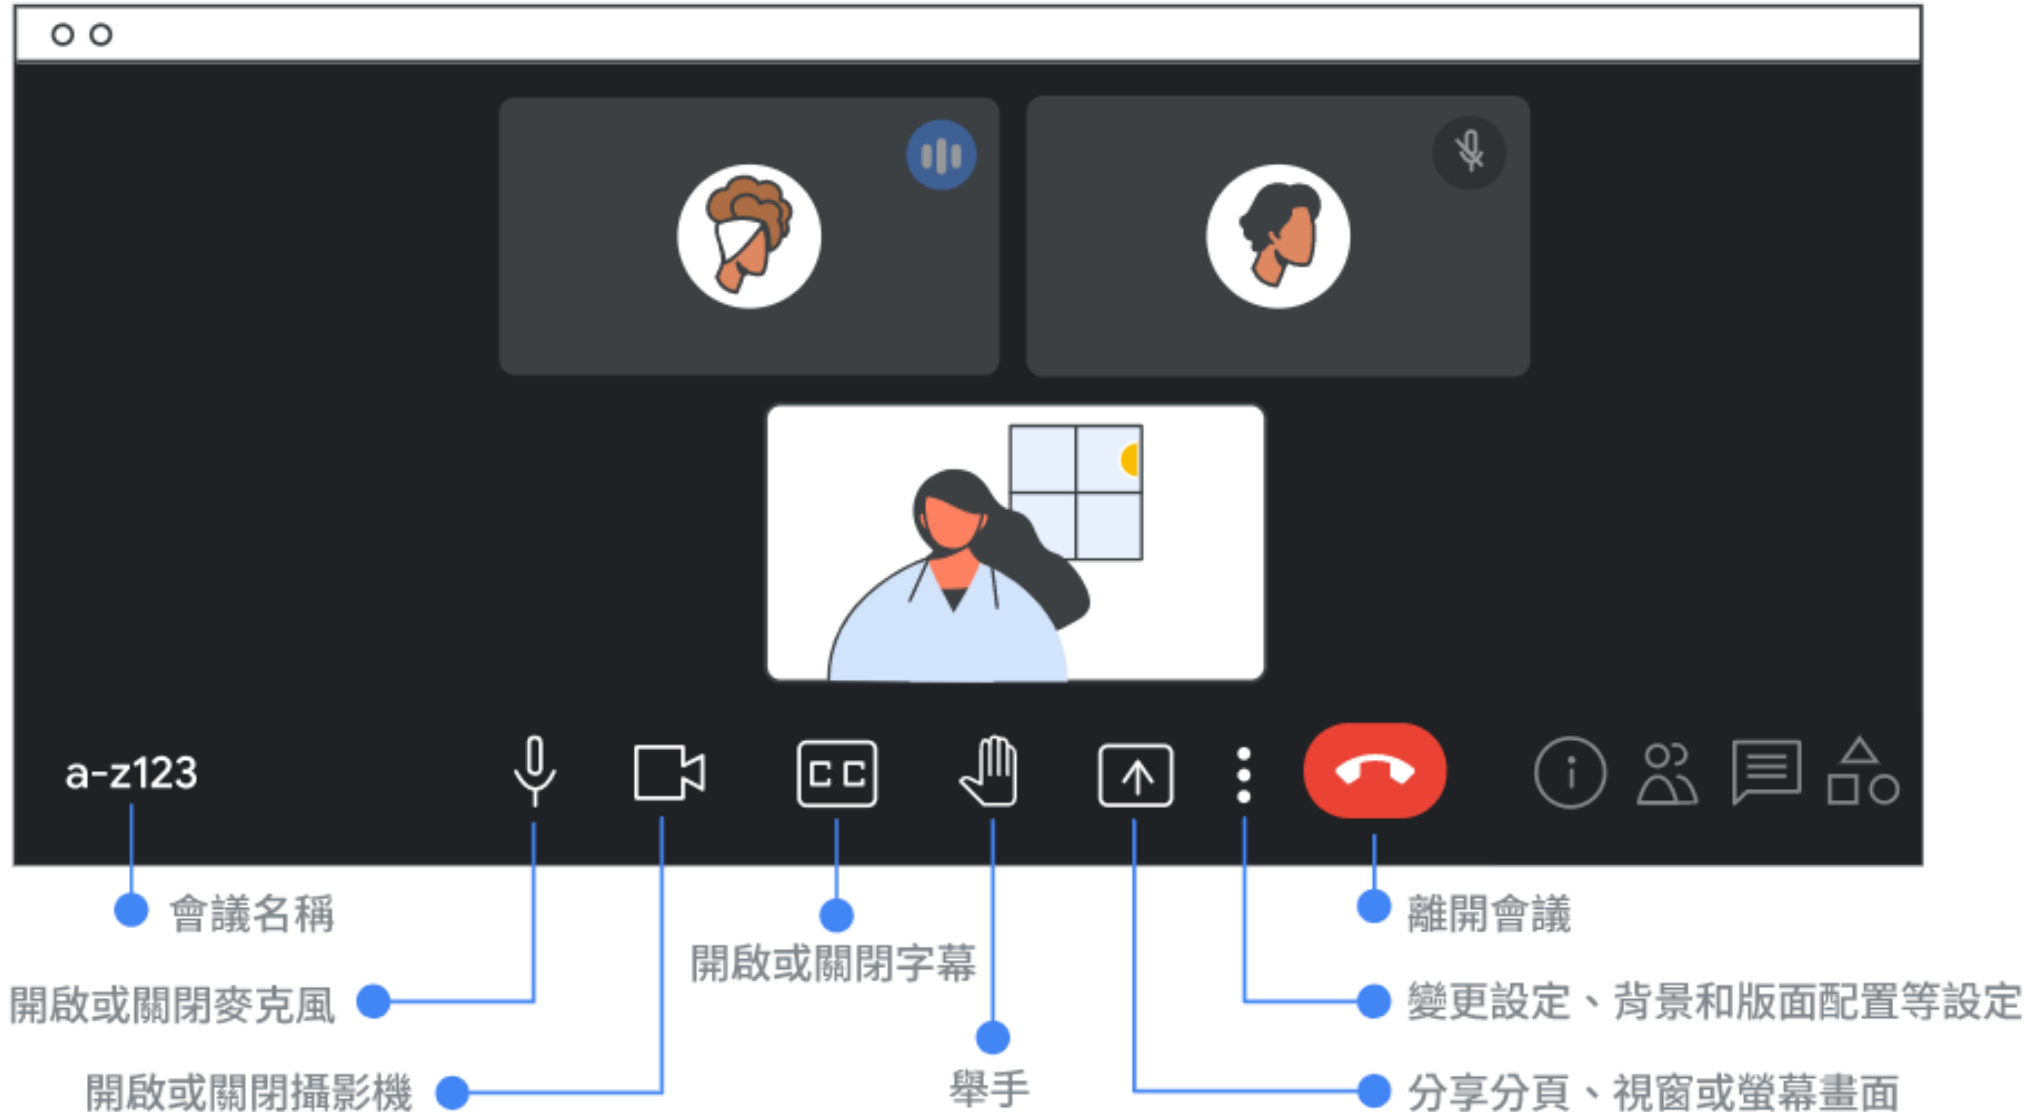 a-z123
CC
會議名稱
離開會議
開啟或關閉字幕
開啟或關閉麥克風
變更設定、背景和版面配置等設定
舉手
開啟或關閉攝影機
分享分頁、視窗或螢幕畫面